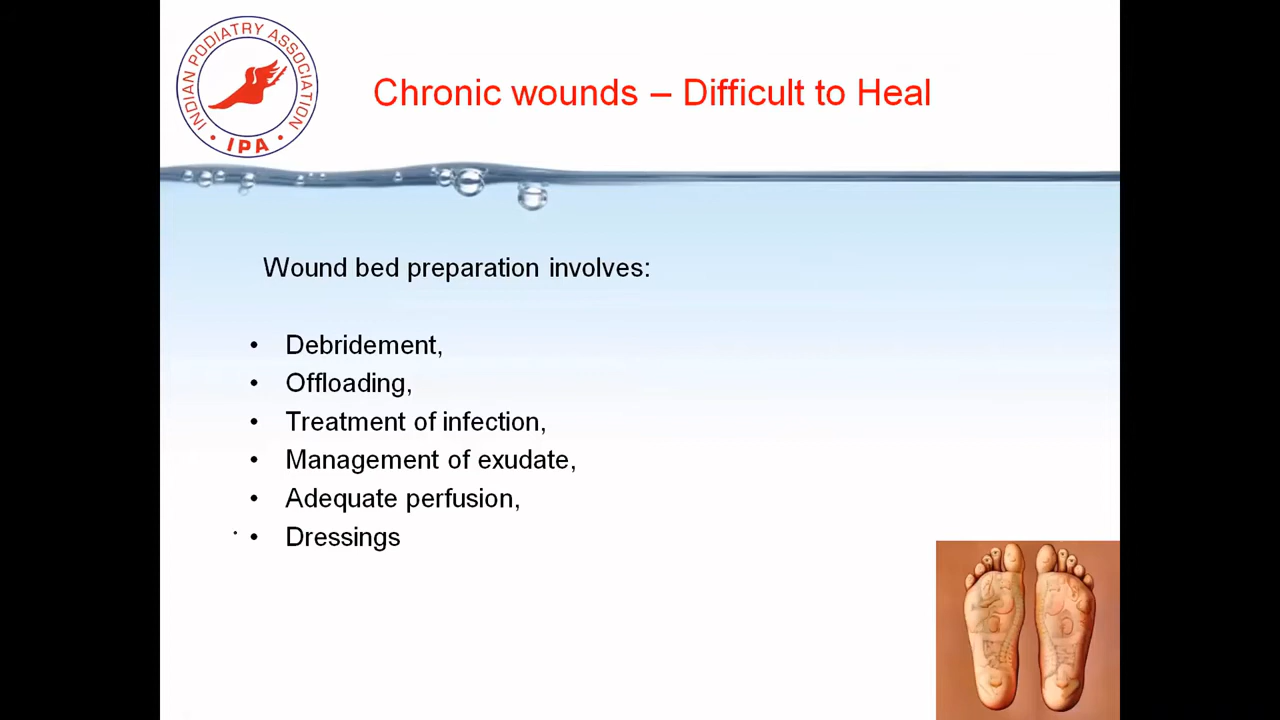 INDIAN PODIATRY ASSOCIATION
• IPA •
Chronic wounds – Difficult to Heal
Wound bed preparation involves:
• Debridement,
• Offloading,
• Treatment of infection,
• Management of exudate,
• Adequate perfusion,
• Dressings